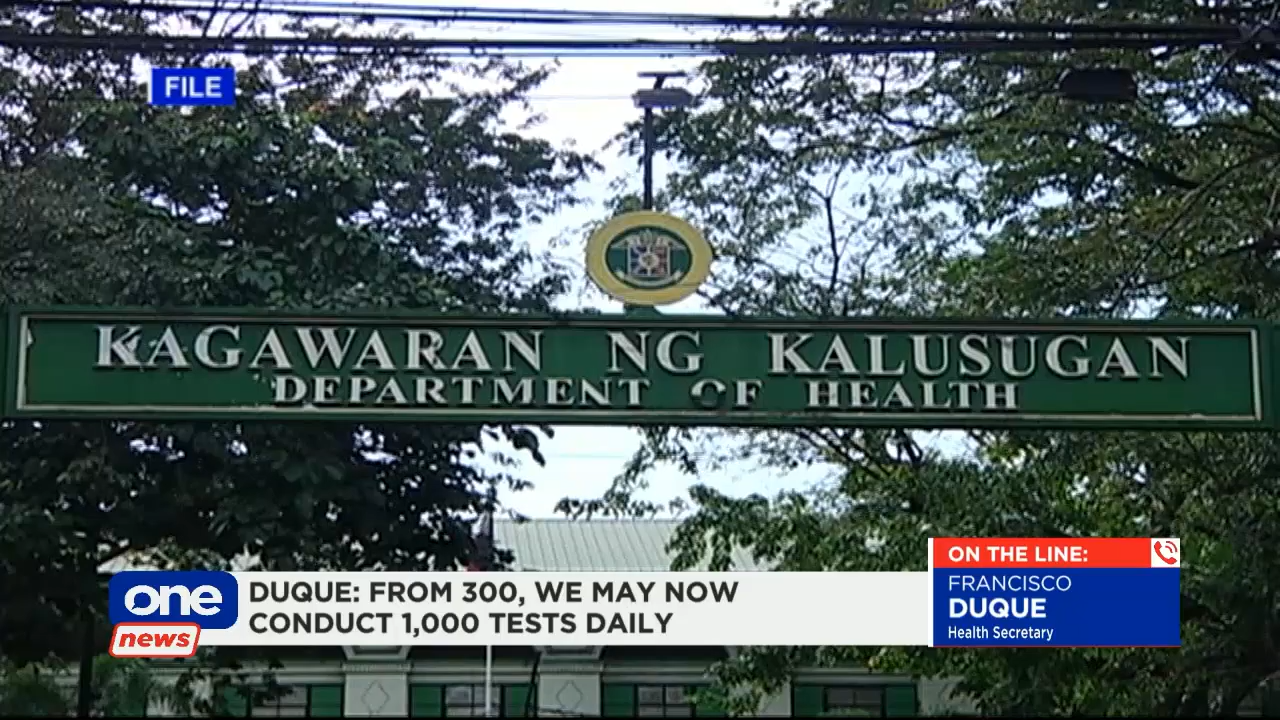 FILE
KAGAWARAN NG KALUSUGAN
DEPARTMENT OF HEALTH
ON THE LINE:
FRANCISCO
DUQUE
Health Secretary
one
news
DUQUE: FROM 300, WE MAY NOW
CONDUCT 1,000 TESTS DAILY